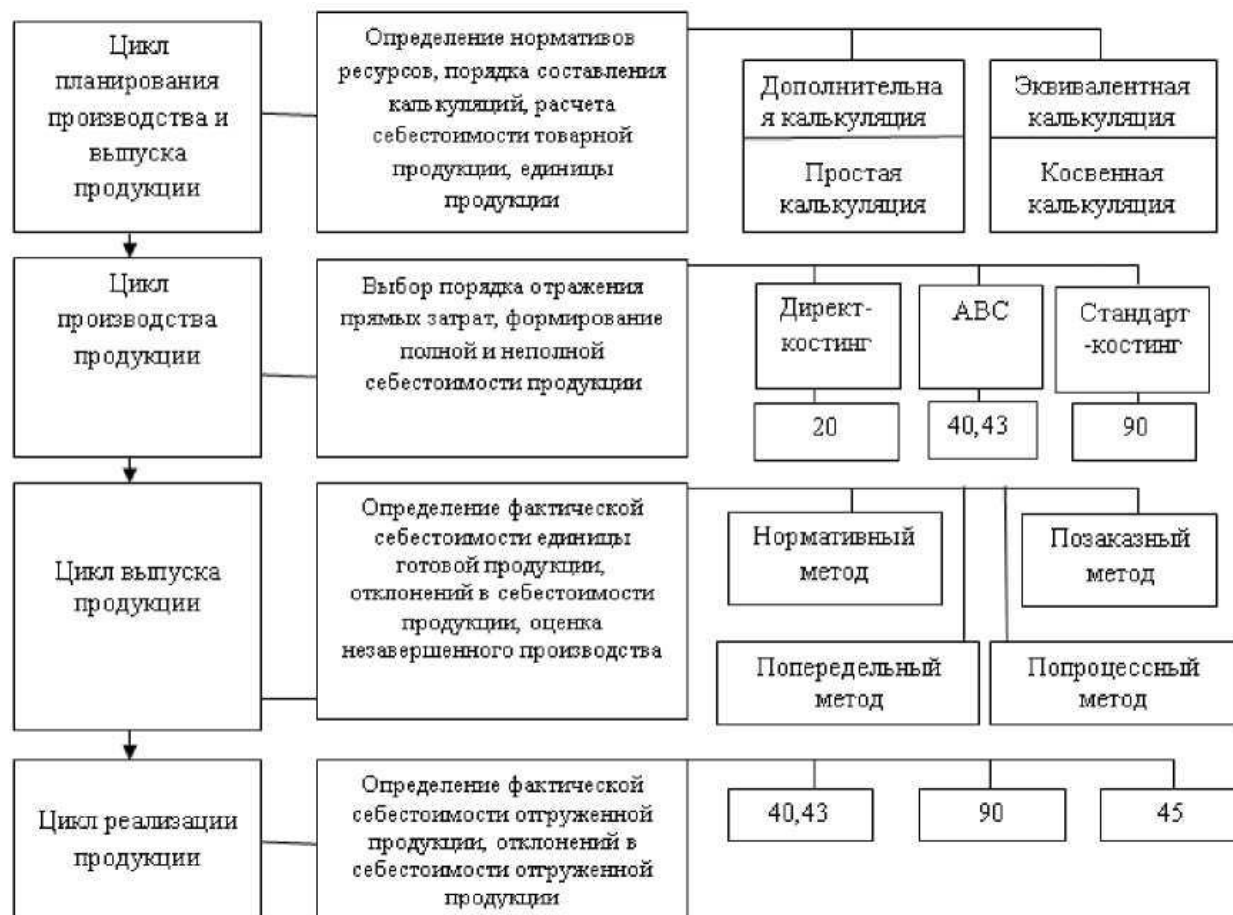 Цикл
планирования
производства и
выпуска
продукции
Определение нормативов
ресурсов, порядка составления
калькуляций, расчета
себестоимости товарной
продукции, единицы
продукции
Дополнительна
я калькуляция
Простая
калькуляция
Эквивалентная
калькуляция
Косвенная
калькуляция
Цикл
производства
продукции
Выбор порядка отражения
прямых затрат, формирование
полной и неполной
себестоимости продукции
Директ-
костинг
АВС
Стандарт
-костинг
20
40,43
90
Цикл выпуска
продукции
Определение фактической
себестоимости единицы
готовой продукции,
отклонений в себестоимости
продукции, оценка
незавершенного производства
Нормативный
метод
Позаказный
метод
Попередельный
метод
Попроцессный
метод
Цикл реализации
продукции
Определение фактической
себестоимости отгруженной
продукции, отклонений в
себестоимости отгруженной
продукции
40,43
90
45